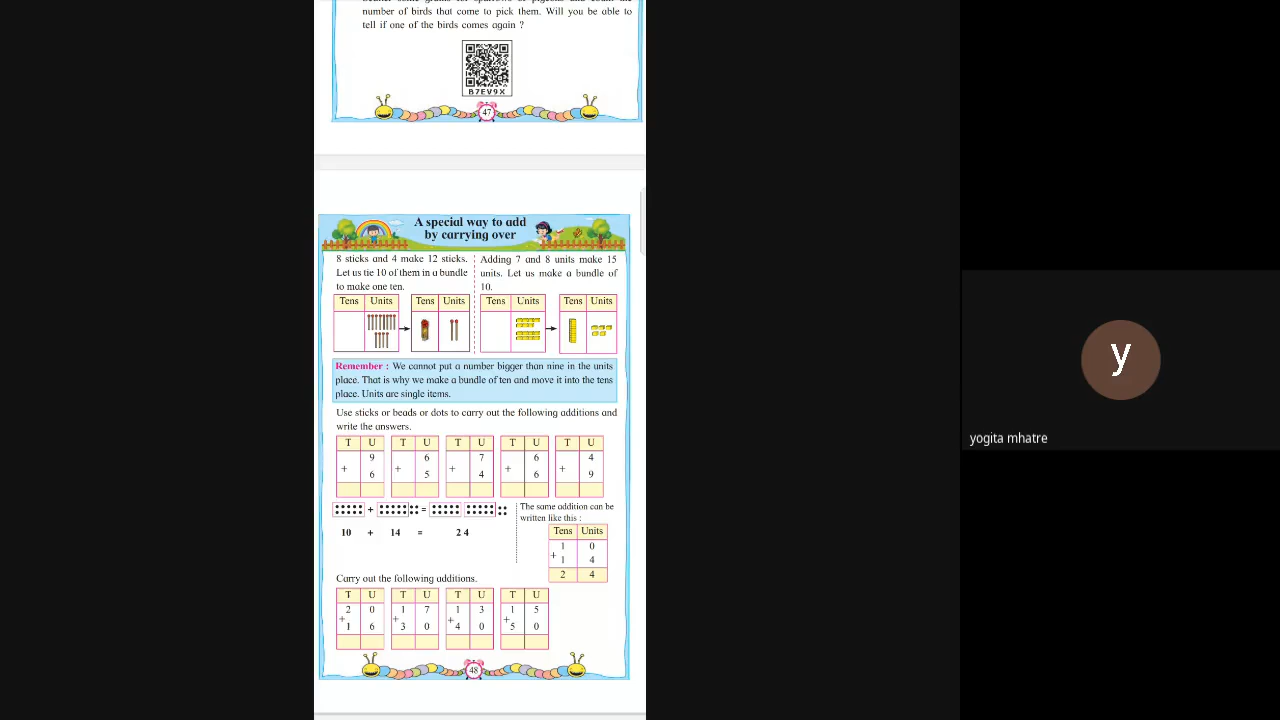 number of birds that come to pick them. Will you be able to
tell if one of the birds comes again ?
B7EV9X
47
A special way to add
by carrying over
8 sticks and 4 make 12 sticks.
Let us tie 10 of them in a bundle
to make one ten.
Tens Units Tens Units
Adding 7 and 8 units make 15
units. Let us make a bundle of
10.
Tens Units Tens Units
Remember : We cannot put a number bigger than nine in the units
place. That is why we make a bundle of ten and move it into the tens
place. Units are single items.
Use sticks or beads or dots to carry out the following additions and
write the answers.
T U T U T U T U T U
9 6 7 6 4
+ + + + +
6 5 4 6 9
+ =
10 + 14 = 2 4
The same addition can be
written like this :
Tens Units
1 0
+
1 4
2 4
Carry out the following additions.
T U T U T U T U
2 0 1 7 1 3 1 5
+ + + +
1 6 3 0 4 0 5 0
48
y
yogita mhatre